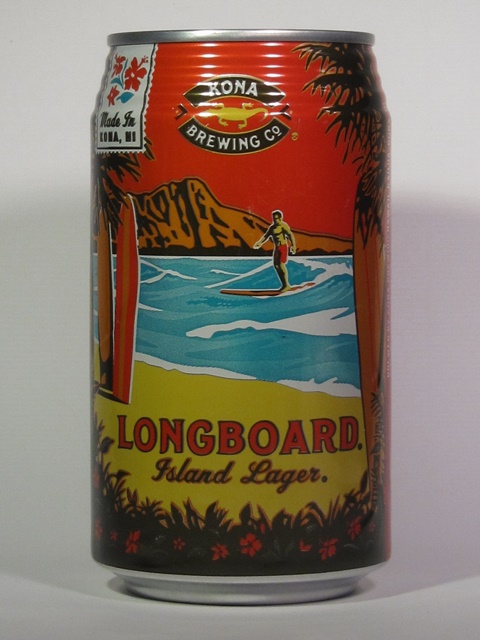 KONA
BREWING Co
Made In
KONA, HI
LONGBOARD.
Island Lager.